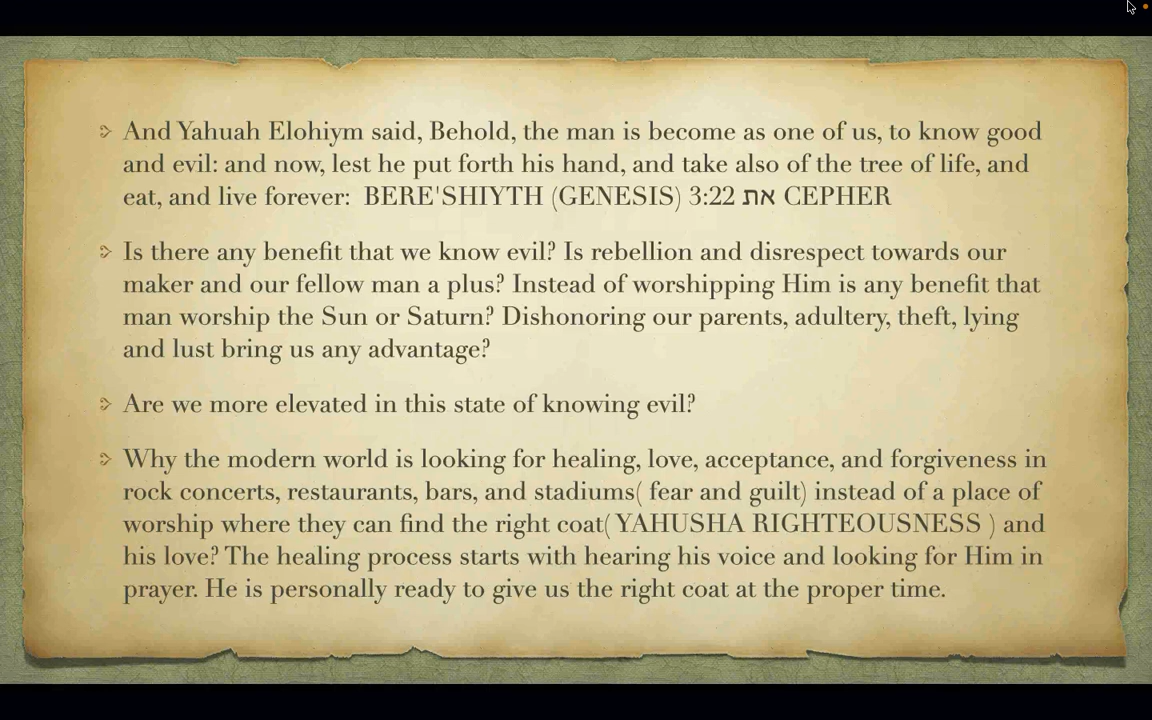 And Yahuah Elohiym said, Behold, the man is become as one of us, to know good
and evil: and now, lest he put forth his hand, and take also of the tree of life, and
eat, and live forever: BERE'SHIYTH (GENESIS) 3:22 את CEPHER
Is there any benefit that we know evil? Is rebellion and disrespect towards our
maker and our fellow man a plus? Instead of worshipping Him is any benefit that
man worship the Sun or Saturn? Dishonoring our parents, adultery, theft, lying
and lust bring us any advantage?
Are we more elevated in this state of knowing evil?
Why the modern world is looking for healing, love, acceptance, and forgiveness in
rock concerts, restaurants, bars, and stadiums( fear and guilt) instead of a place of
worship where they can find the right coat( YAHUSHA RIGHTEOUSNESS ) and
his love? The healing process starts with hearing his voice and looking for Him in
prayer. He is personally ready to give us the right coat at the proper time.